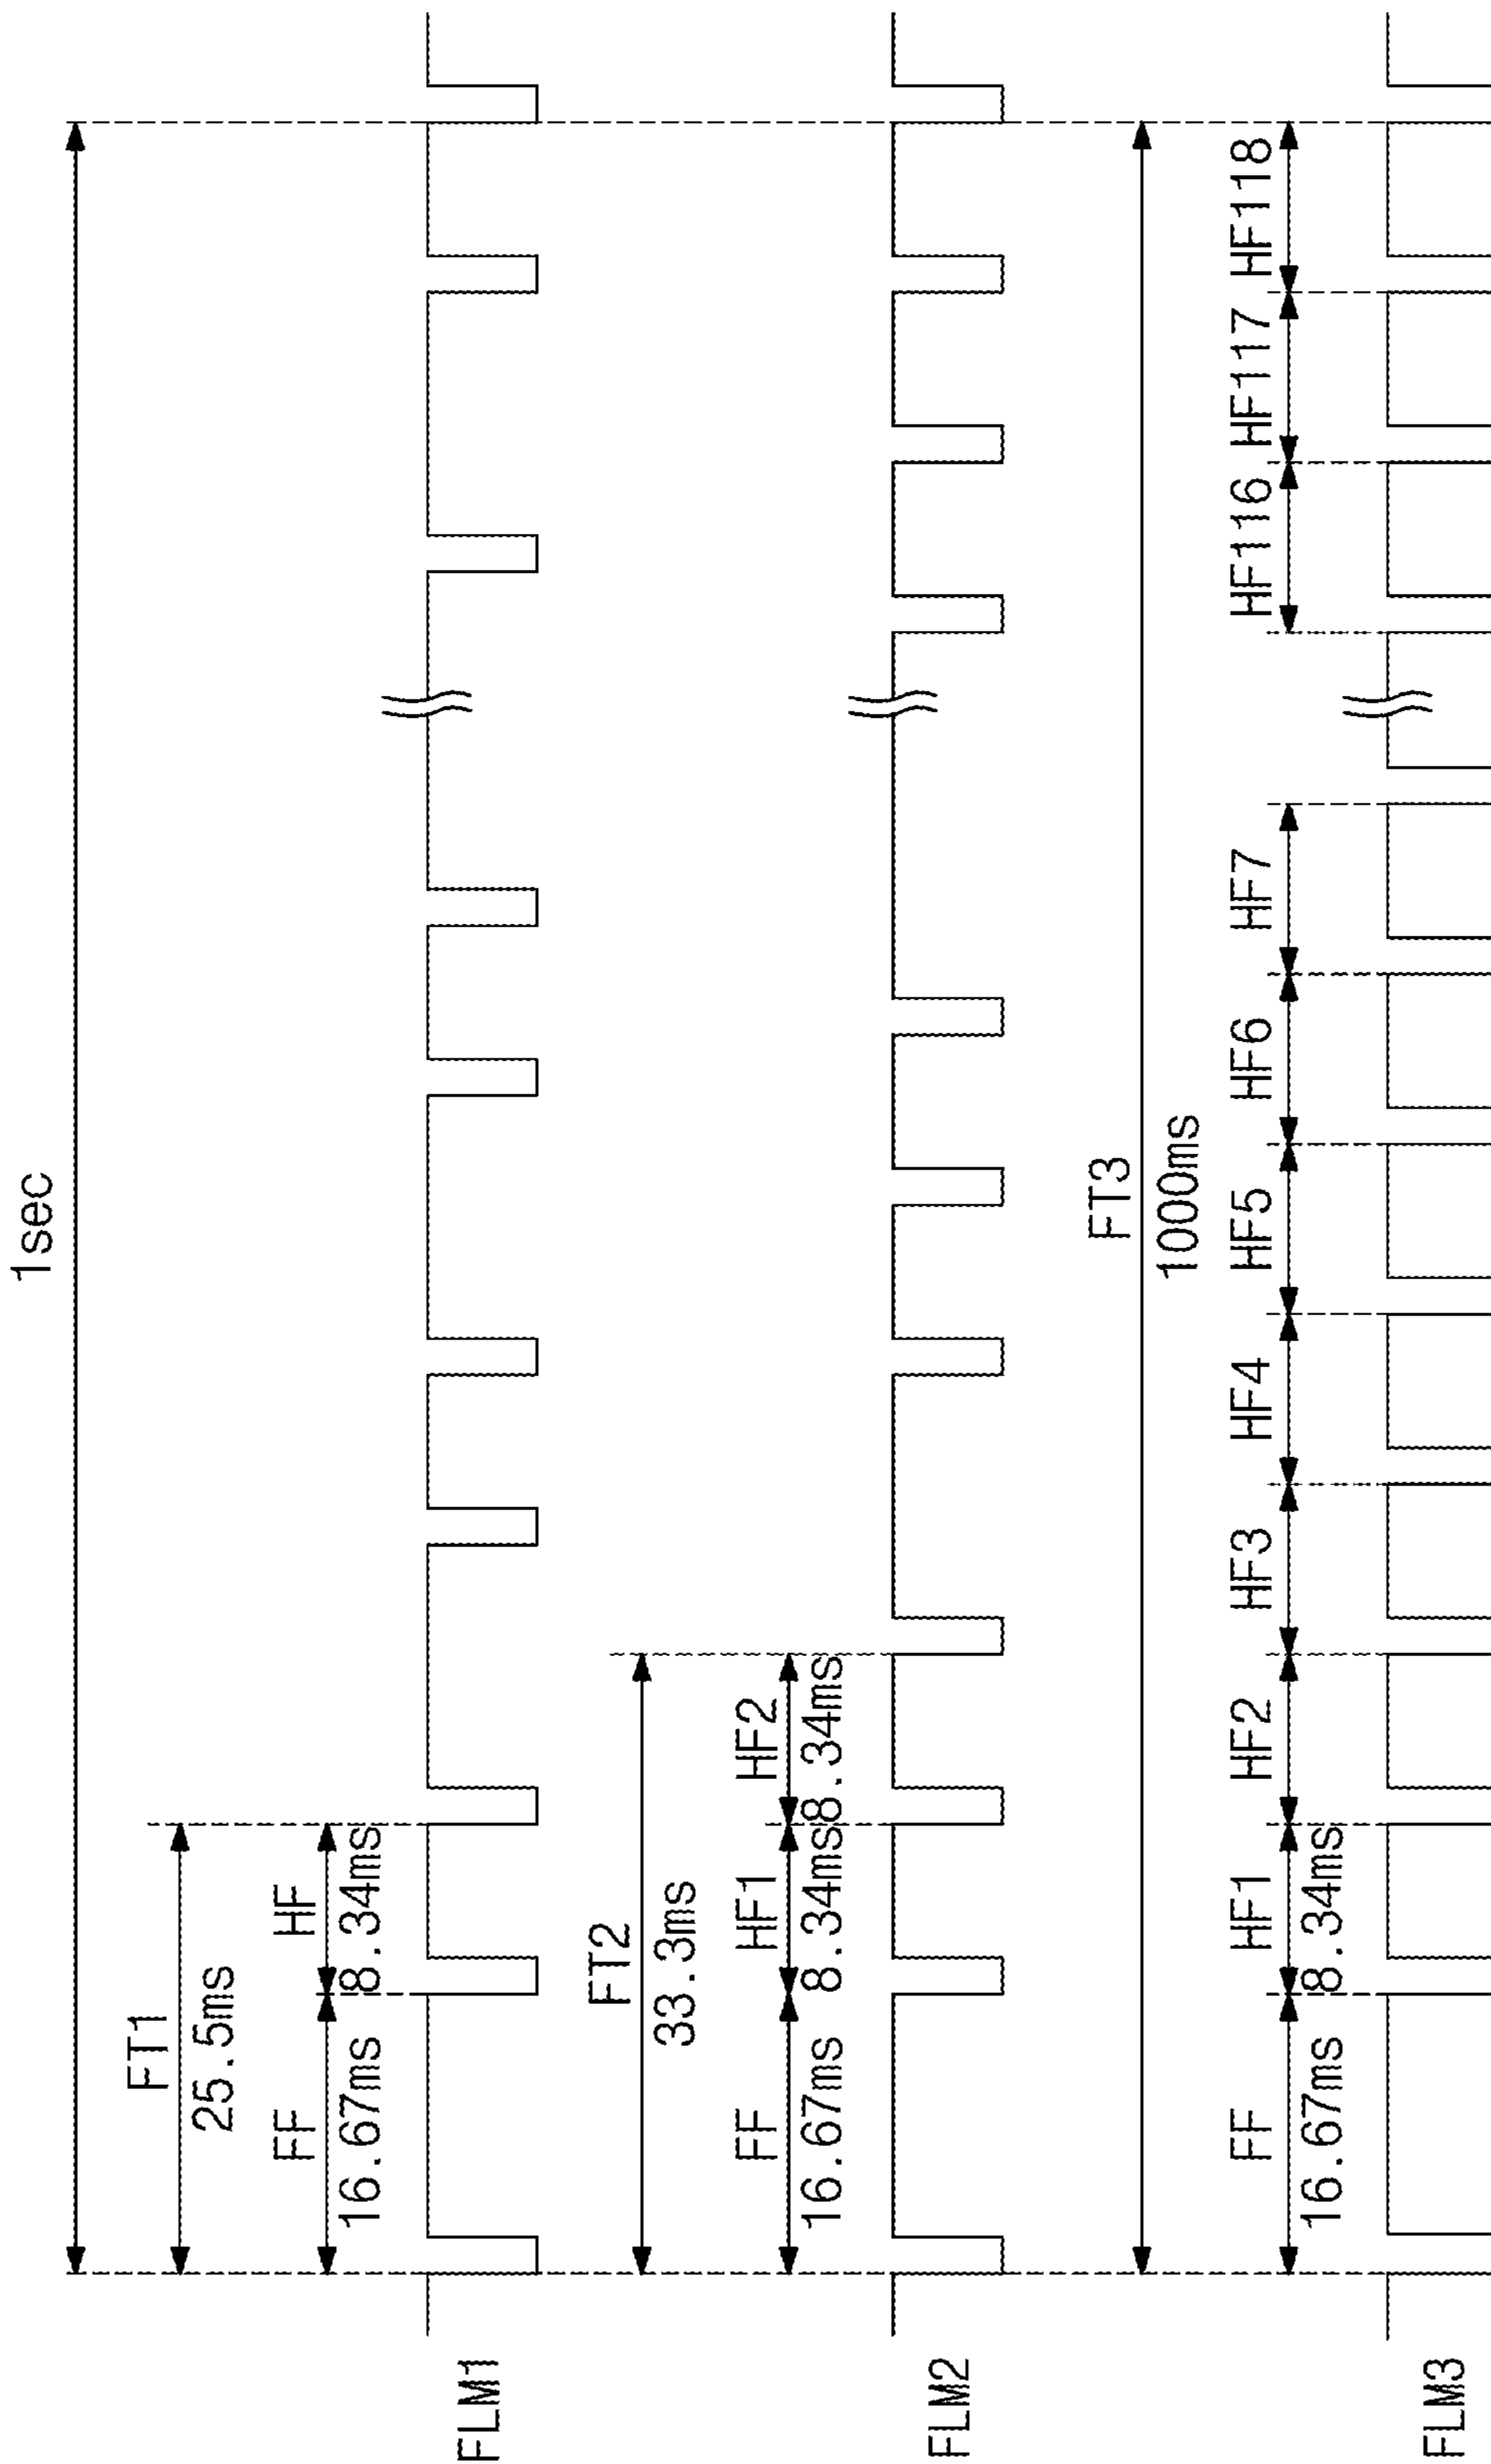 1sec
FT1
25.5ms
FF
HF
16.67ms
8.34ms
FLM1
FT2
33.3ms
FF
HF1
HF2
16.67ms
8.34ms
8.34ms
FLM2
FT3
1000ms
FF
HF1
HF2
HF3
HF4
HF5
HF6
HF7
HF116
HF117
HF118
16.67ms
8.34ms
FLM3